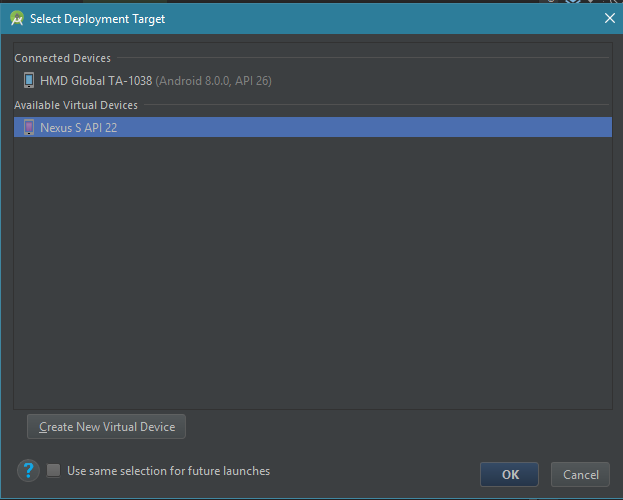 Select Deployment Target
Connected Devices
HMD Global TA-1038 (Android 8.0.0, API 26)
Available Virtual Devices
Nexus S API 22
Create New Virtual Device
? Use same selection for future launches
OK Cancel